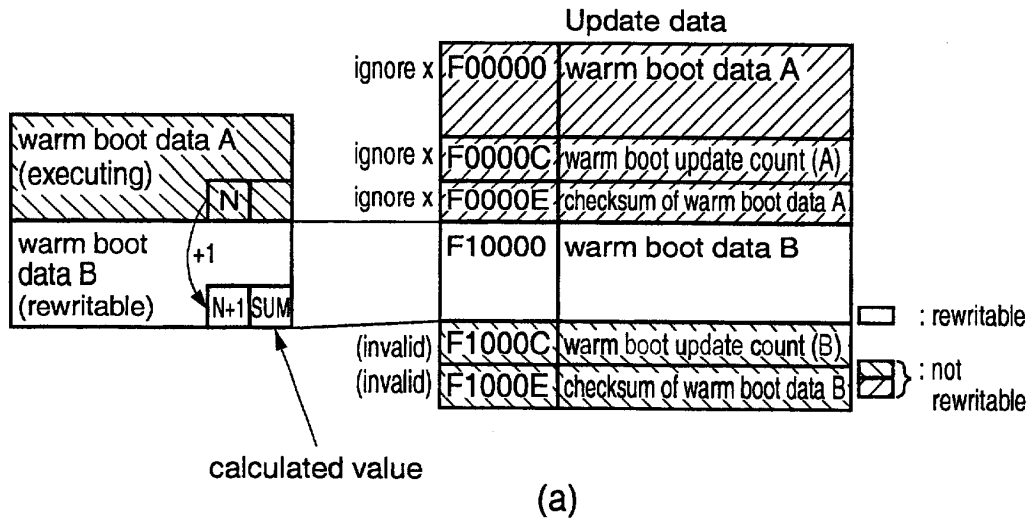 Update data
ignore x F00000 warm boot data A
ignore x F0000C warm boot update count (A)
ignore x F0000E checksum of warm boot data A
warm boot data A
(executing)
N
warm boot
data B
(rewritable)
+1
N+1 SUM
F10000 warm boot data B
(invalid) F1000C warm boot update count (B)
(invalid) F1000E checksum of warm boot data B
: rewritable
: not
rewritable
calculated value
(a)